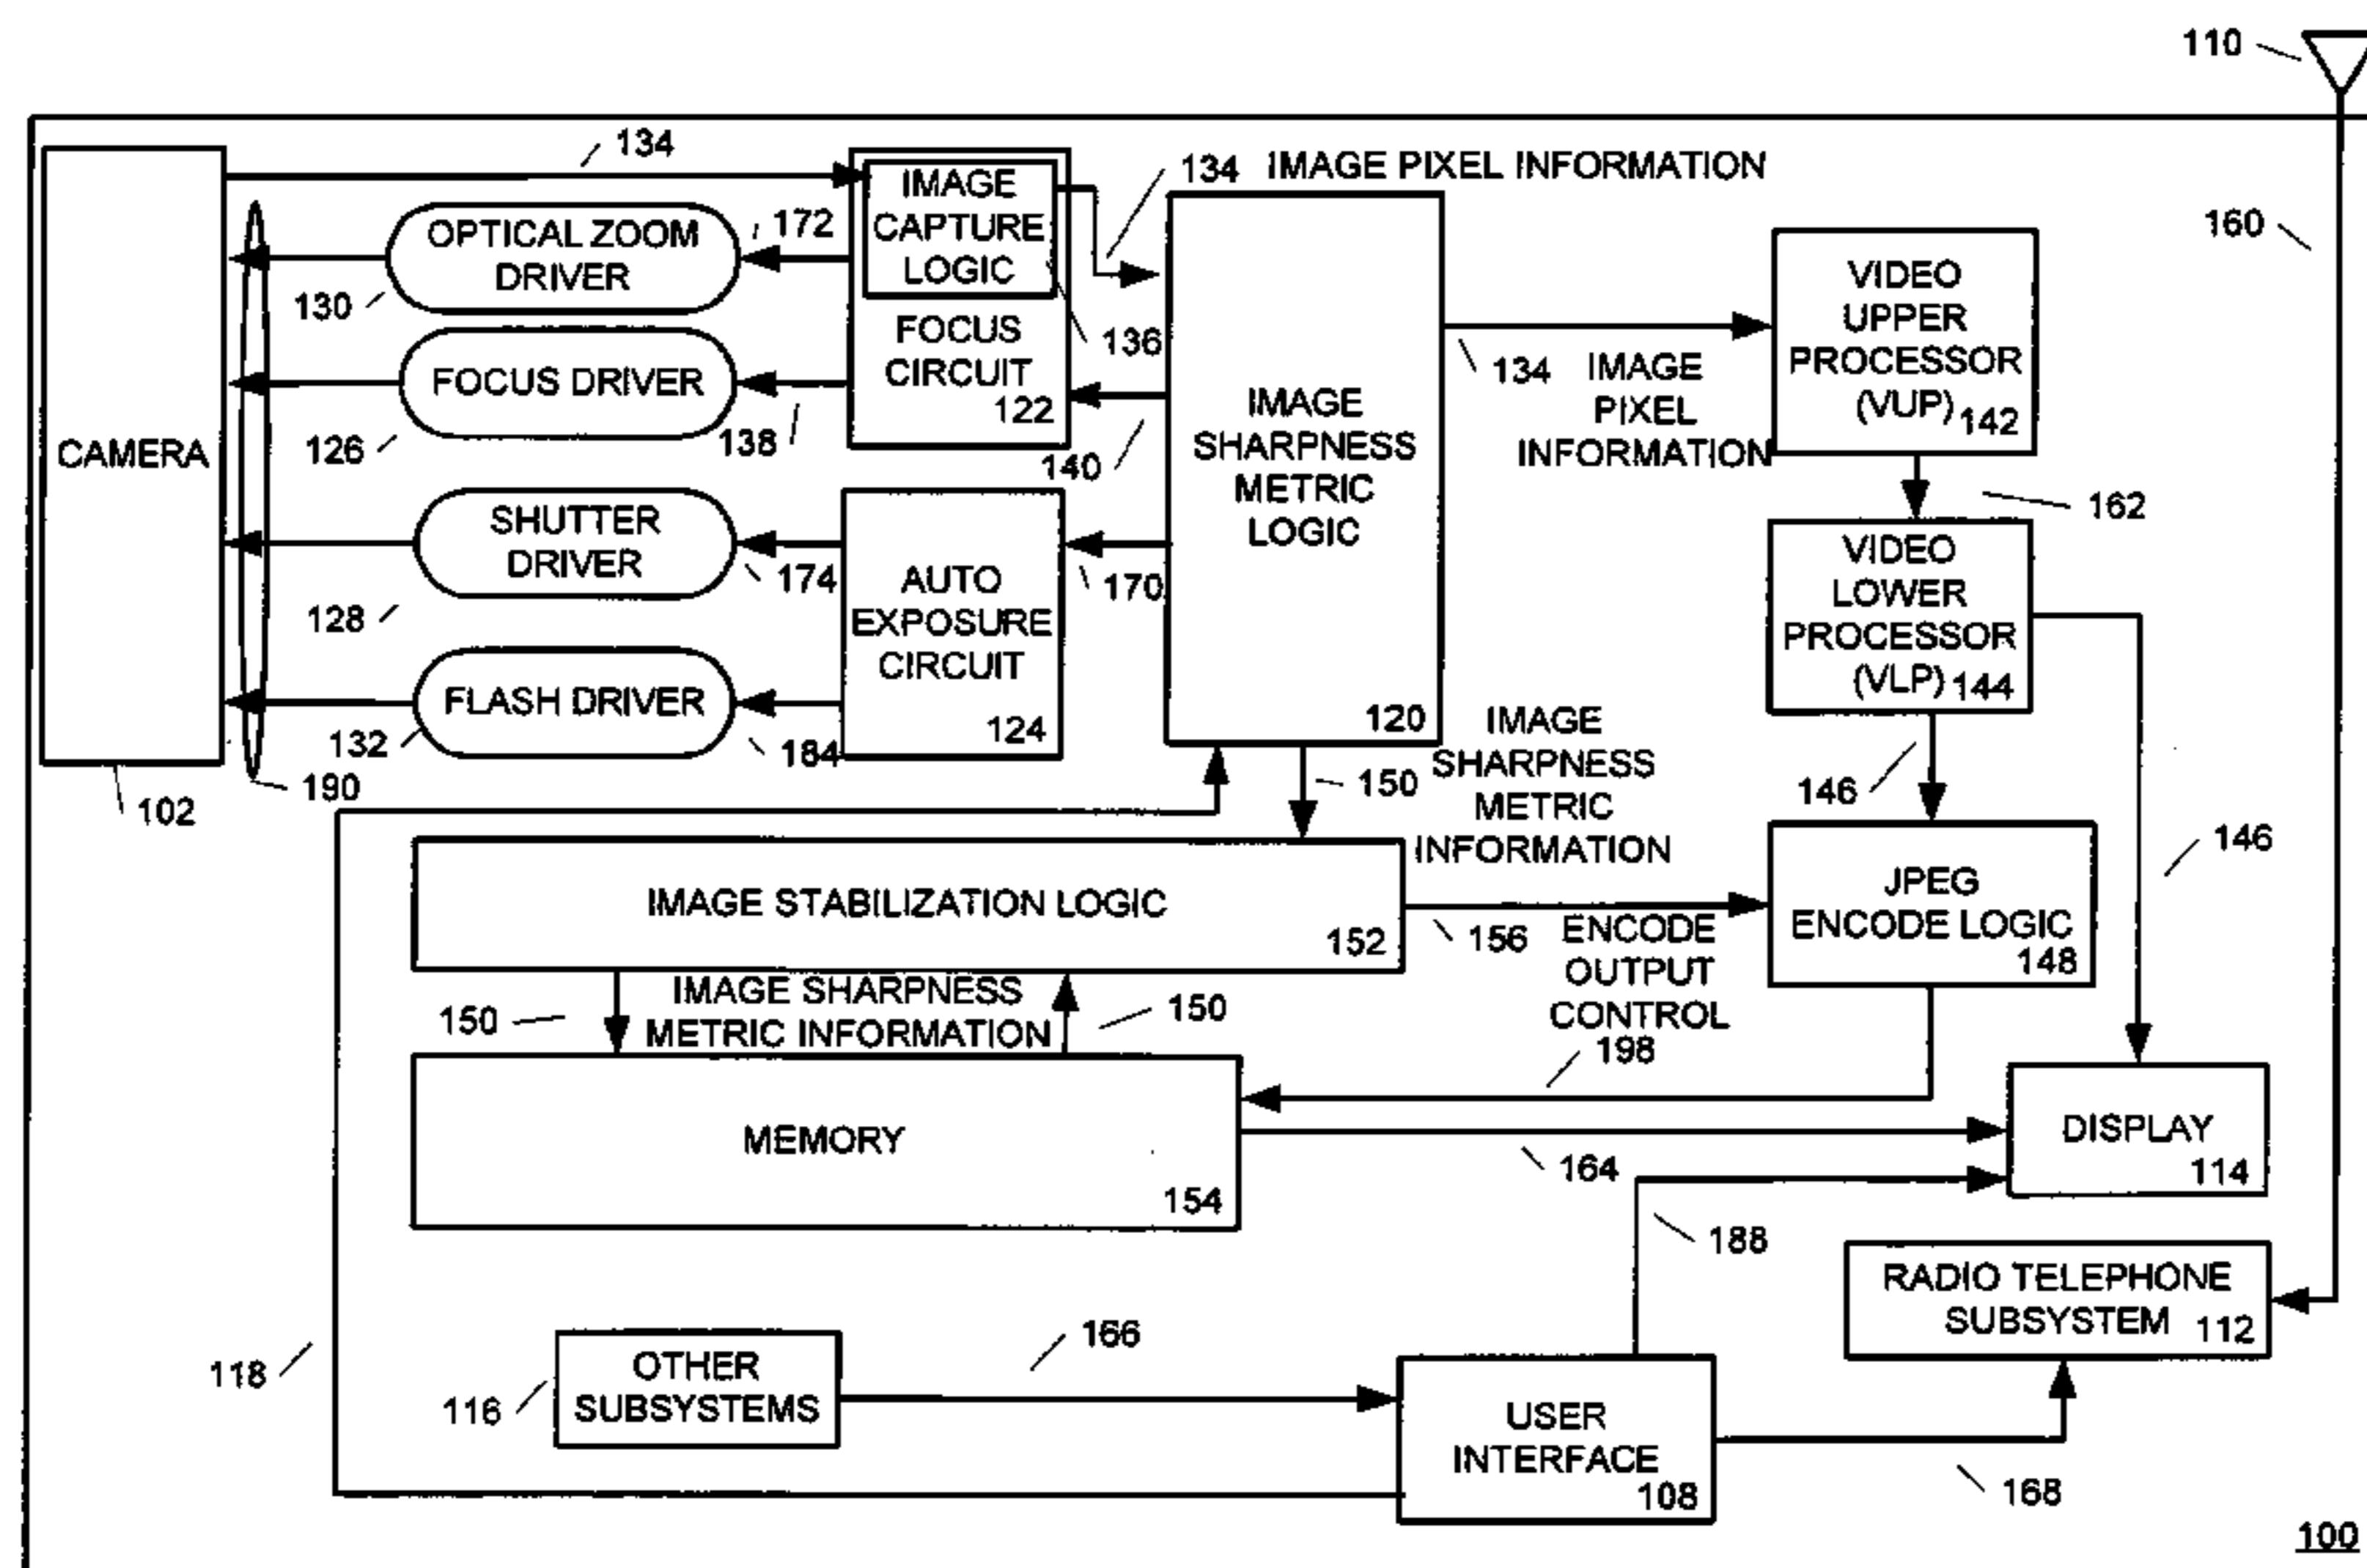 110
134
134 IMAGE PIXEL INFORMATION
160
CAMERA
102
190
OPTICAL ZOOM
DRIVER
130
172
FOCUS DRIVER
126
138
SHUTTER
DRIVER
128
174
FLASH DRIVER
132
184
IMAGE
CAPTURE
LOGIC
136
FOCUS
CIRCUIT
122
140
AUTO
EXPOSURE
CIRCUIT
124
170
IMAGE
SHARPNESS
METRIC
LOGIC
120
134
IMAGE
PIXEL
INFORMATION
VIDEO
UPPER
PROCESSOR
(VUP) 142
162
VIDEO
LOWER
PROCESSOR
(VLP) 144
146
146
150
IMAGE
SHARPNESS
METRIC
INFORMATION
IMAGE STABILIZATION LOGIC
152
156
ENCODE
OUTPUT
CONTROL
JPEG
ENCODE LOGIC
148
150
IMAGE SHARPNESS
METRIC INFORMATION
150
198
MEMORY
154
164
DISPLAY
114
188
RADIO TELEPHONE
SUBSYSTEM 112
118
116
OTHER
SUBSYSTEMS
166
USER
INTERFACE
108
168
100